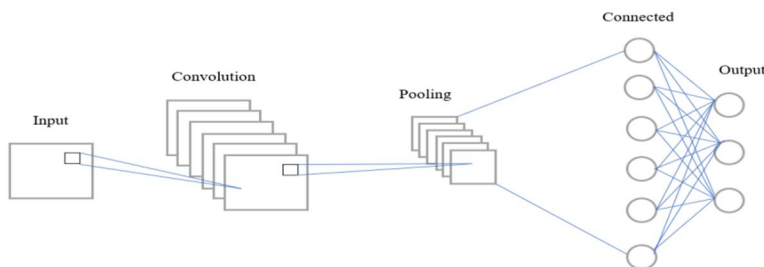 Input
Convolution
Pooling
Connected
Output